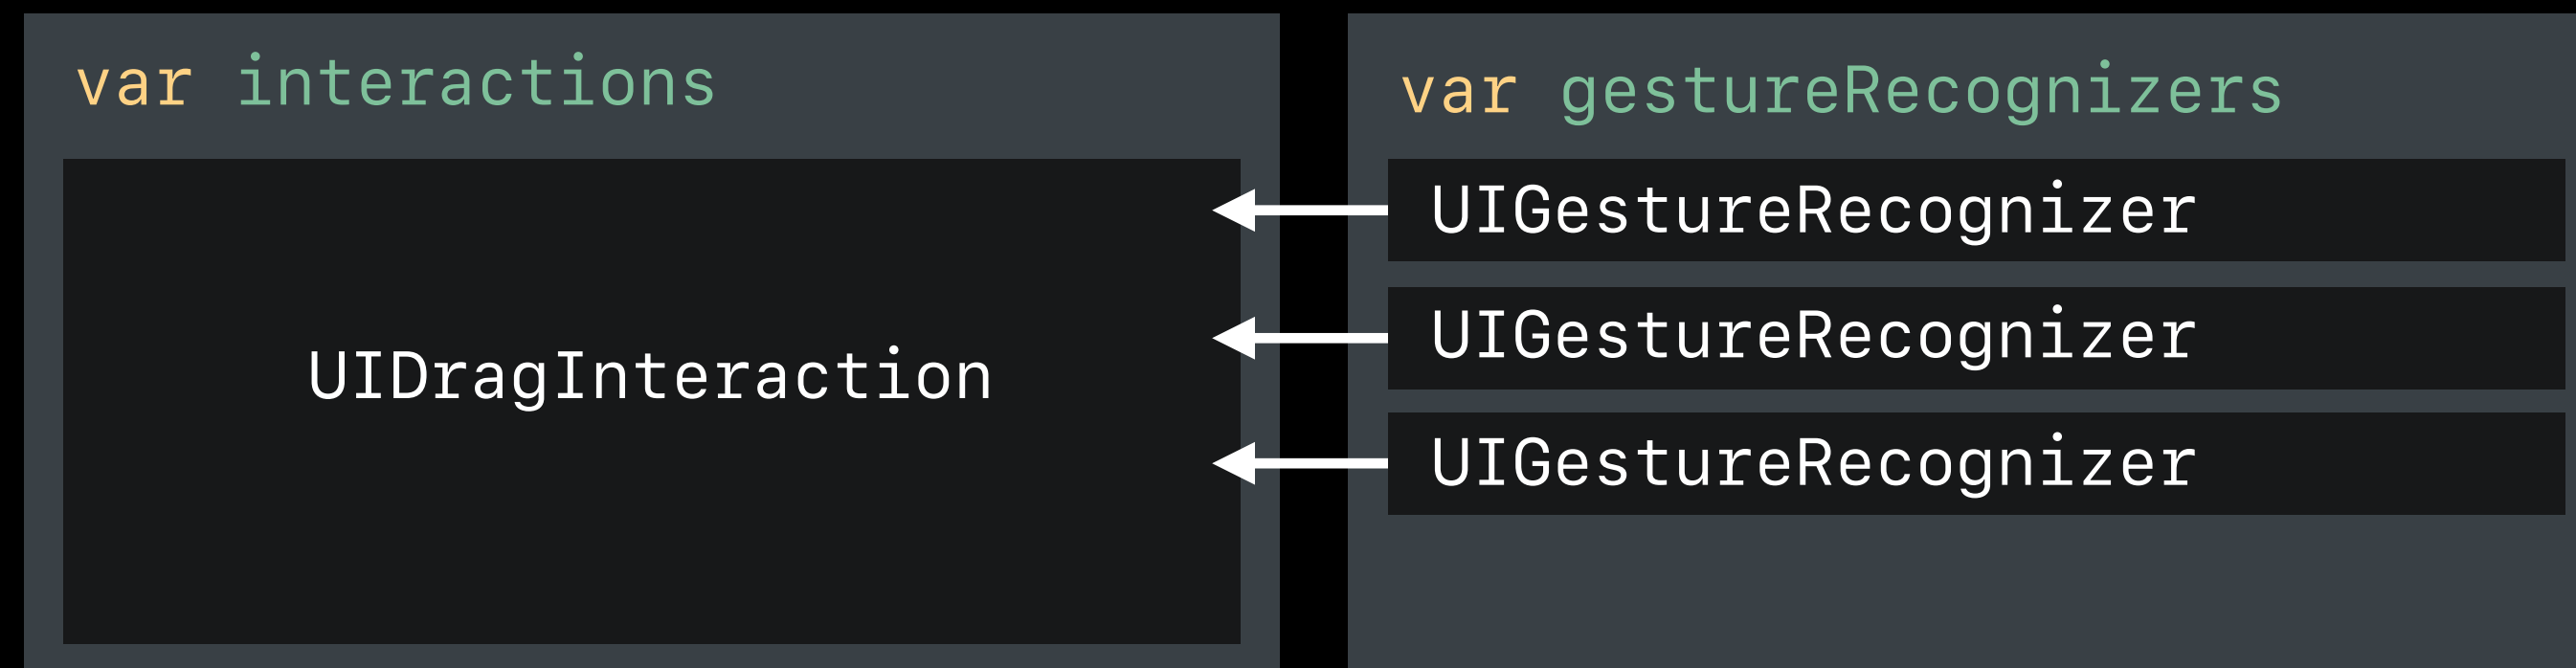 var interactions
UIDragInteraction
var gestureRecognizers
UIGestureRecognizer
UIGestureRecognizer
UIGestureRecognizer